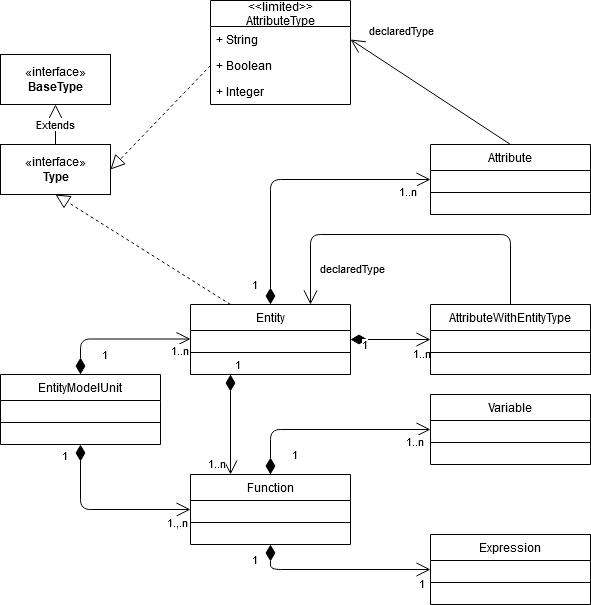 <<limited>>
AttributeType
+ String
+ Boolean
+ Integer
declaredType
«interface»
BaseType
Extends
«interface»
Type
Attribute
1..n
declaredType
1
Entity
AttributeWithEntityType
1
1..n
1..n
1
1
EntityModelUnit
Variable
1
1..n
1
1..n
Function
1.,.n
1
Expression
1